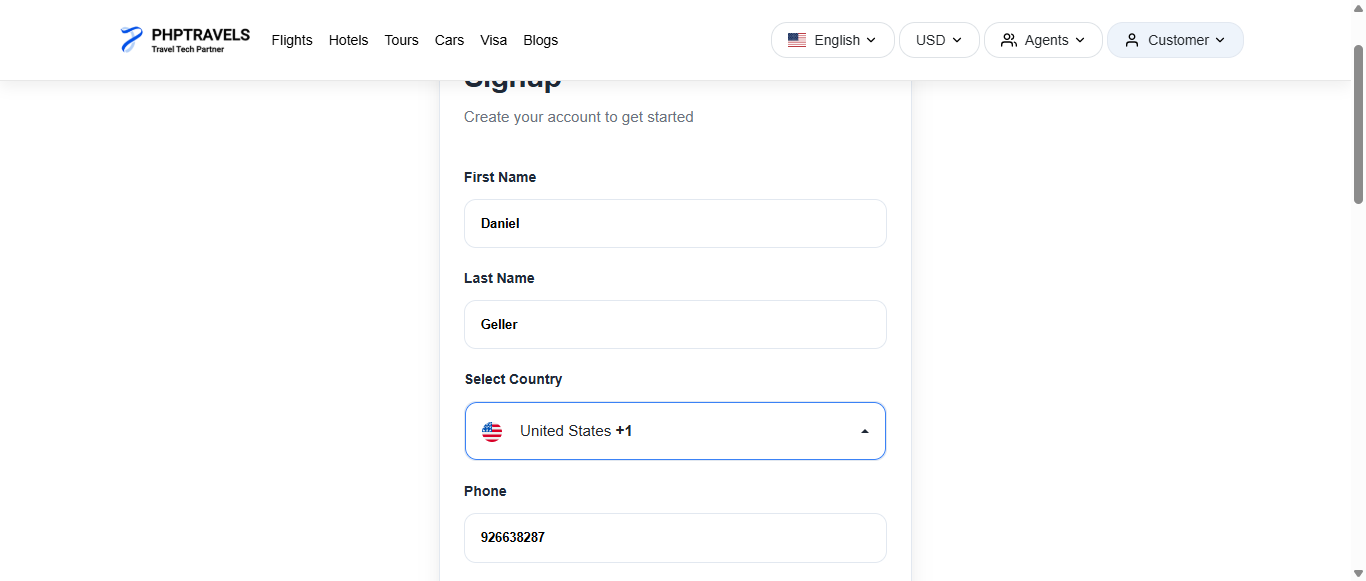 PHPTRAVELS
Travel Tech Partner
Flights Hotels Tours Cars Visa Blogs
English USD Agents Customer
Signup
Create your account to get started
First Name
Daniel
Last Name
Geller
Select Country
United States +1
Phone
926638287